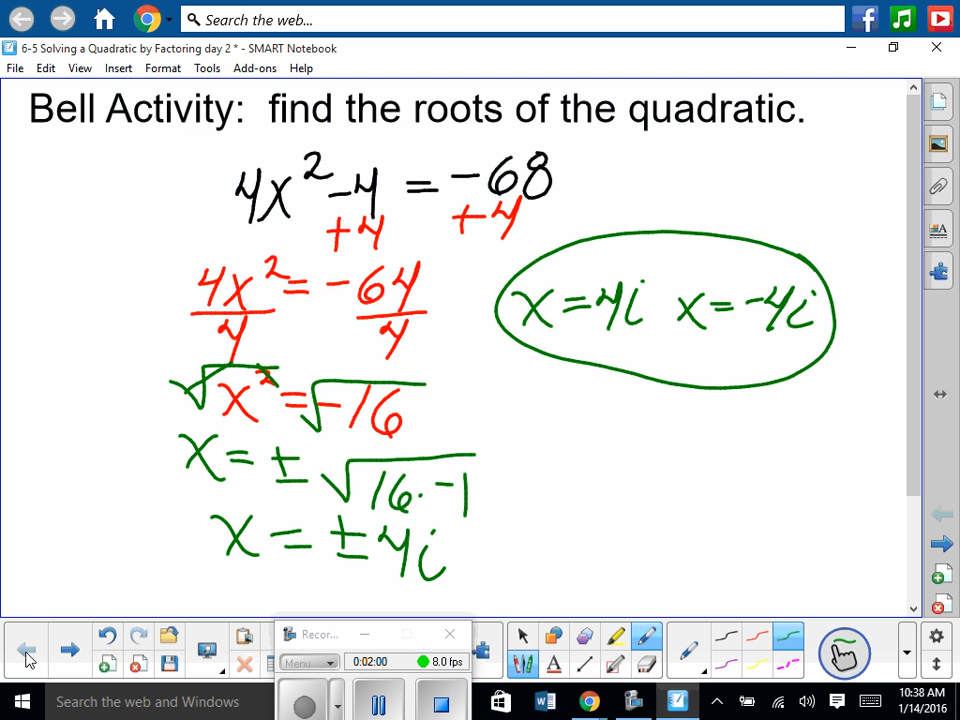 Search the web...
6-5 Solving a Quadratic by Factoring day 2 * - SMART Notebook
File Edit View Insert Format Tools Add-ons Help
Bell Activity: find the roots of the quadratic.
4x² - 4 = -68
+4 +4
4x² = -64
4 4
x = 4i x = -4i
√x² = √-16
x = ± √16·-1
x = ±4i
Recor...
Menu 0:02:00 8.0 fps
A
Search the web and Windows
10:38 AM
1/14/2016